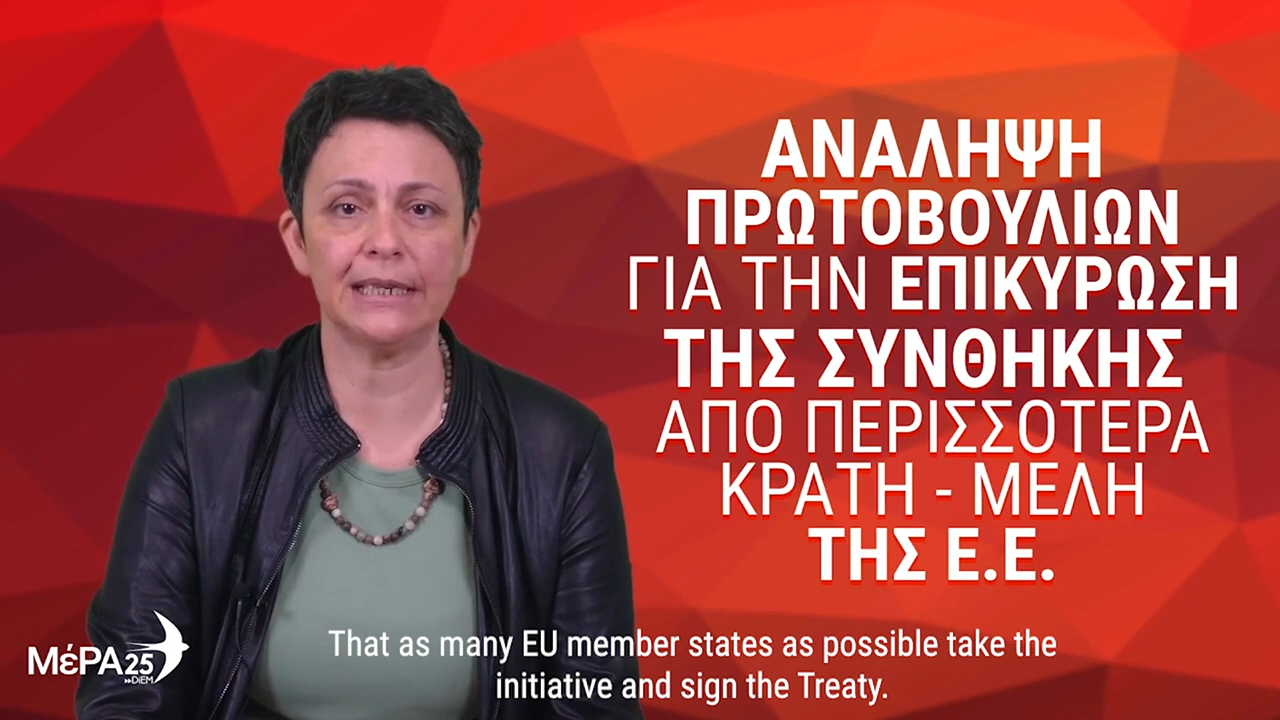 ΑΝΑΛΗΨΗ
ΠΡΩΤΟΒΟΥΛΙΩΝ
ΓΙΑ ΤΗΝ ΕΠΙΚΥΡΩΣΗ
ΤΗΣ ΣΥΝΘΗΚΗΣ
ΑΠΟ ΠΕΡΙΣΣΟΤΕΡΑ
ΚΡΑΤΗ - ΜΕΛΗ
ΤΗΣ Ε.Ε.
That as many EU member states as possible take the
initiative and sign the Treaty.
ΜέΡΑ25
DiEM